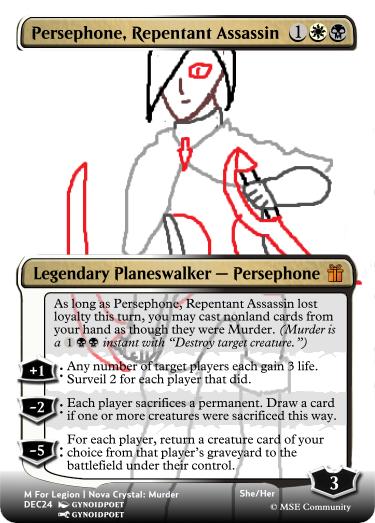 Persephone, Repentant Assassin 1
Legendary Planeswalker — Persephone
As long as Persephone, Repentant Assassin lost
loyalty this turn, you may cast nonland cards from
your hand as though they were Murder. (Murder is
a 1 instant with “Destroy target creature.”)
+1 : Any number of target players each gain 3 life.
Surveil 2 for each player that did.
-2 : Each player sacrifices a permanent. Draw a card
if one or more creatures were sacrificed this way.
-5 : For each player, return a creature card of your
choice from that player's graveyard to the
battlefield under their control.
3
M For Legion | Nova Crystal: Murder
She/Her
DEC24 GYNOIDPOET
GYNOIDPOET
© MSE Community